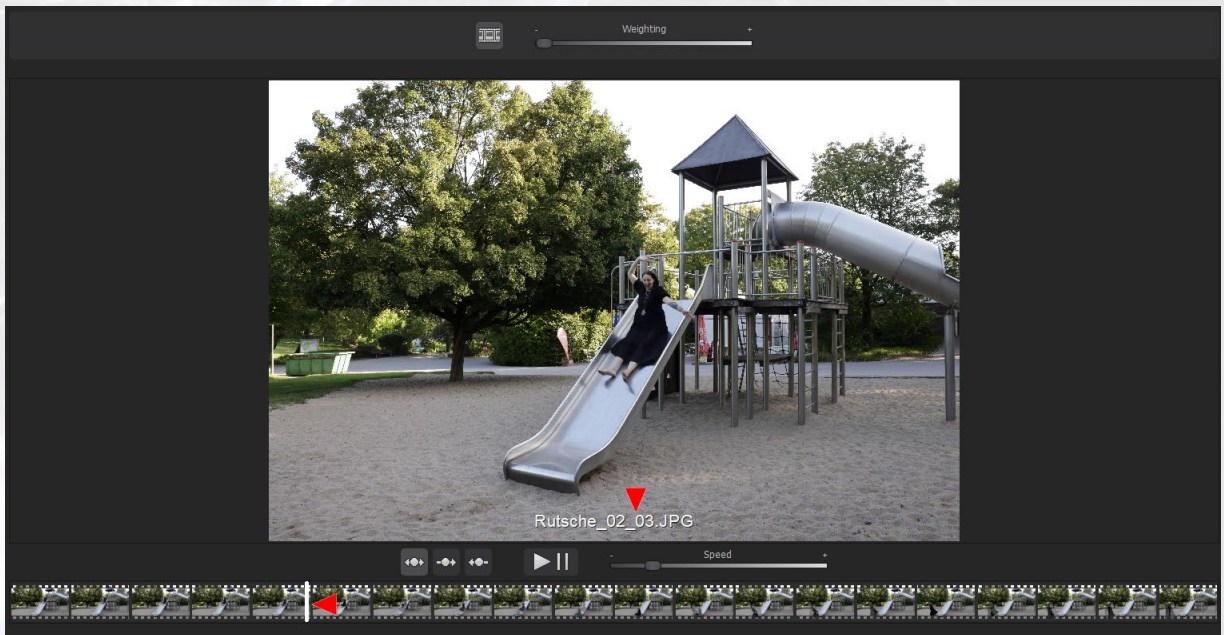 - Weighting +
Rutsche_02_03.JPG
- Speed +